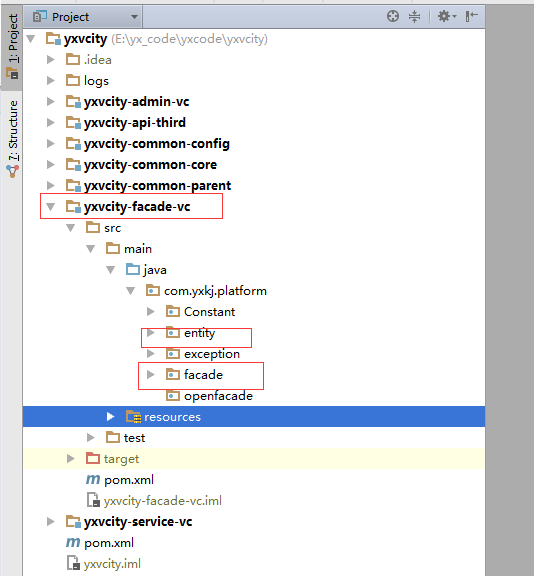 Project
1: Project
7: Structure
yxvcity (E:\yx_code\yxcode\yxvcity)
.idea
logs
yxvcity-admin-vc
yxvcity-api-third
yxvcity-common-config
yxvcity-common-core
yxvcity-common-parent
yxvcity-facade-vc
src
main
java
com.yxkj.platform
Constant
entity
exception
facade
openfacade
resources
test
target
m pom.xml
yxvcity-facade-vc.iml
yxvcity-service-vc
m pom.xml
yxvcity.iml